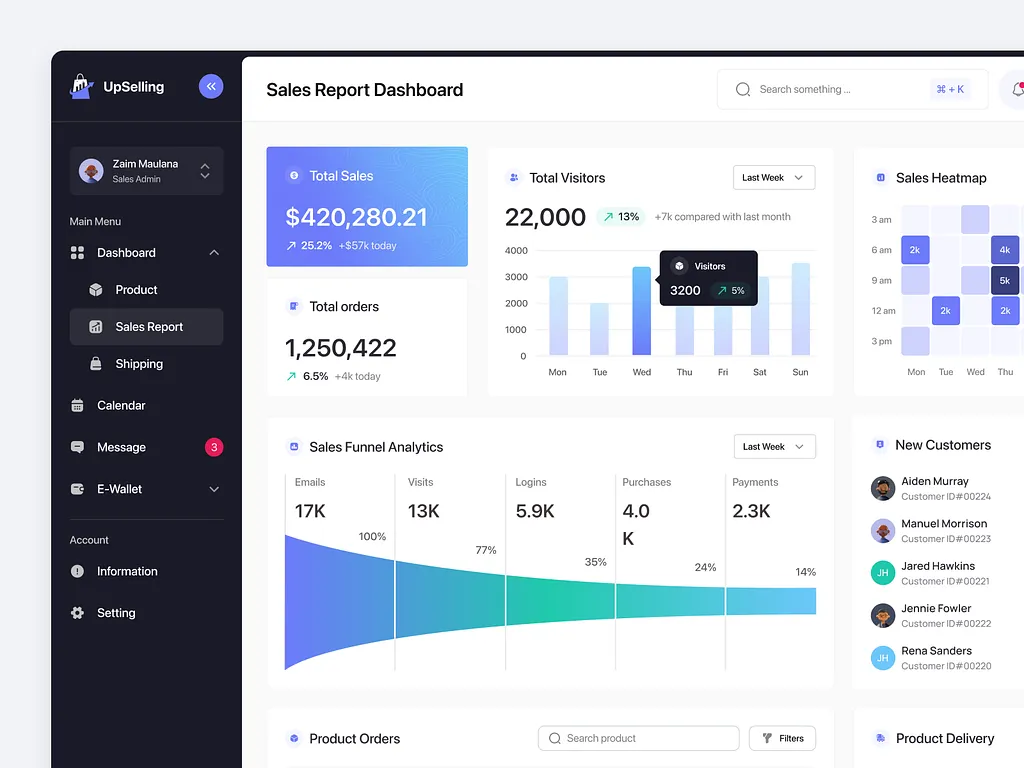 UpSelling
Zaim Maulana
Sales Admin
Main Menu
Dashboard
Product
Sales Report
Shipping
Calendar
Message
3
E-Wallet
Account
Information
Setting
Sales Report Dashboard
Search something ...
⌘ + K
Total Sales
$420,280.21
25.2% +$57k today
Total orders
1,250,422
6.5% +4k today
Total Visitors
Last Week
22,000
13%
+7k compared with last month
4000
3000
2000
1000
0
Visitors
3200
5%
Mon Tue Wed Thu Fri Sat Sun
Sales Heatmap
3 am
6 am 2k 4k
9 am 5k
12 am 2k 2k
3 pm
Mon Tue Wed Thu
Sales Funnel Analytics
Last Week
Emails Visits Logins Purchases Payments
17K 13K 5.9K 4.0 2.3K
K
100%
77%
35%
24%
14%
New Customers
Aiden Murray
Customer ID#00224
Manuel Morrison
Customer ID#00223
JH
Jared Hawkins
Customer ID#00221
Jennie Fowler
Customer ID#00222
JH
Rena Sanders
Customer ID#00220
Product Orders
Search product
Filters
Product Delivery